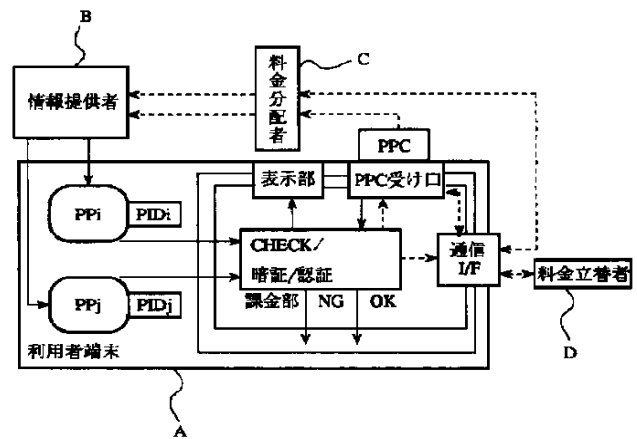 B
C
情報提供者
料金分配者
PPC
表示部
PPC受け口
PPi
PIDi
CHECK/
暗証/認証
通信
I/F
料金立替者
PPj
PIDj
課金部 NG OK
D
利用者端末
A